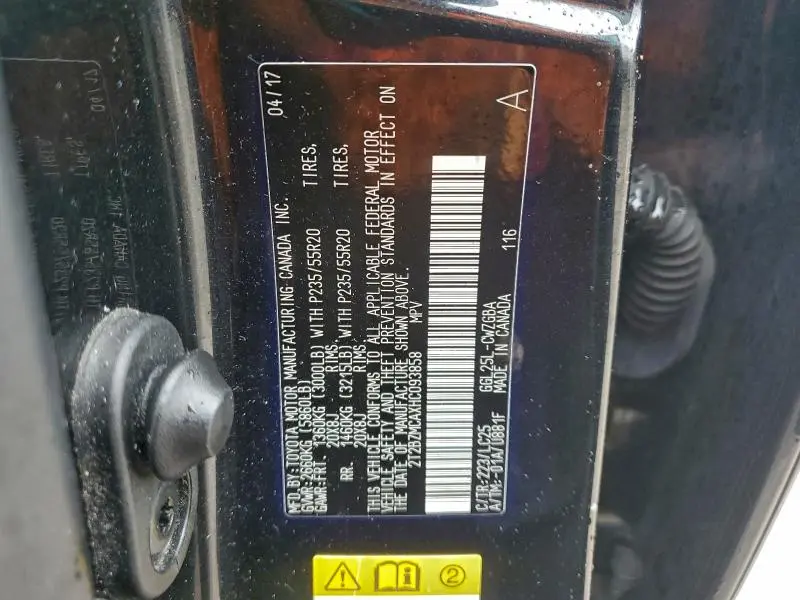 MFD. BY: TOYOTA MOTOR MANUFACTURING CANADA INC. 04/17
GVWR: 2660KG (5860LB)
GAWR: FRT. 1360KG (3000LB) WITH P235/55R20 TIRES,
20X8J RIMS,
RR. 1460KG (3215LB) WITH P235/55R20 TIRES,
20X8J RIMS,
THIS VEHICLE CONFORMS TO ALL APPLICABLE FEDERAL MOTOR
VEHICLE SAFETY AND THEFT PREVENTION STANDARDS IN EFFECT ON
THE DATE OF MANUFACTURE SHOWN ABOVE.
2T2BZMCAXHC093858 MPV
C/TR: 223/LC25 GGL25L-CWZGBA
A/TM: -F01A/U881F MADE IN CANADA
116 A
2